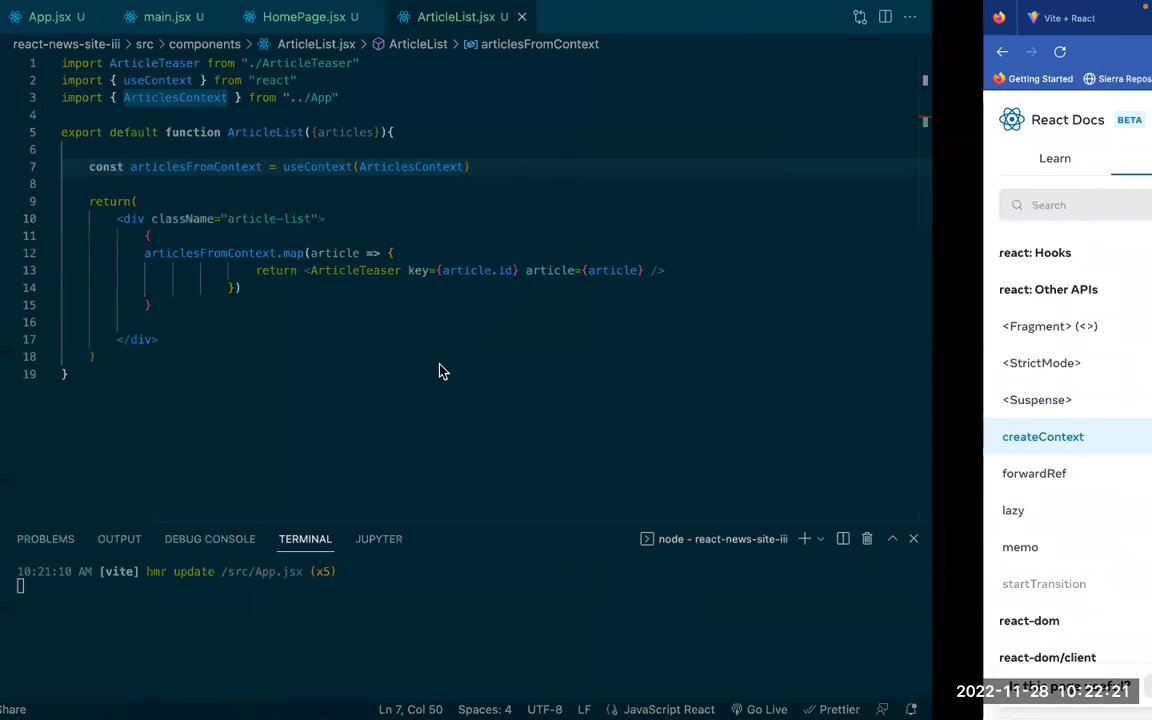 App.jsx U
main.jsx U
HomePage.jsx U
ArticleList.jsx U
react-news-site-iii > src > components > ArticleList.jsx > ArticleList > articlesFromContext
1 import ArticleTeaser from "./ArticleTeaser"
2 import { useContext } from "react"
3 import { ArticlesContext } from "../App"
4
5 export default function ArticleList({articles}){
6
7 const articlesFromContext = useContext(ArticlesContext)
8
9 return(
10 <div className="article-list">
11 {
12 articlesFromContext.map(article => {
13 return <ArticleTeaser key={article.id} article={article} />
14 })
15 }
16
17 </div>
18 )
19 }
PROBLEMS OUTPUT DEBUG CONSOLE TERMINAL JUPYTER
node - react-news-site-iii
10:21:10 AM [vite] hmr update /src/App.jsx (x5)
Share
Ln 7, Col 50 Spaces: 4 UTF-8 LF JavaScript React Go Live Prettier
Vite + React
Getting Started Sierra Repos
React Docs BETA
Learn
Search
react: Hooks
react: Other APIs
<Fragment> (<>)
<StrictMode>
<Suspense>
createContext
forwardRef
lazy
memo
startTransition
react-dom
react-dom/client
Is this page useful?
2022-11-28 10:22:21